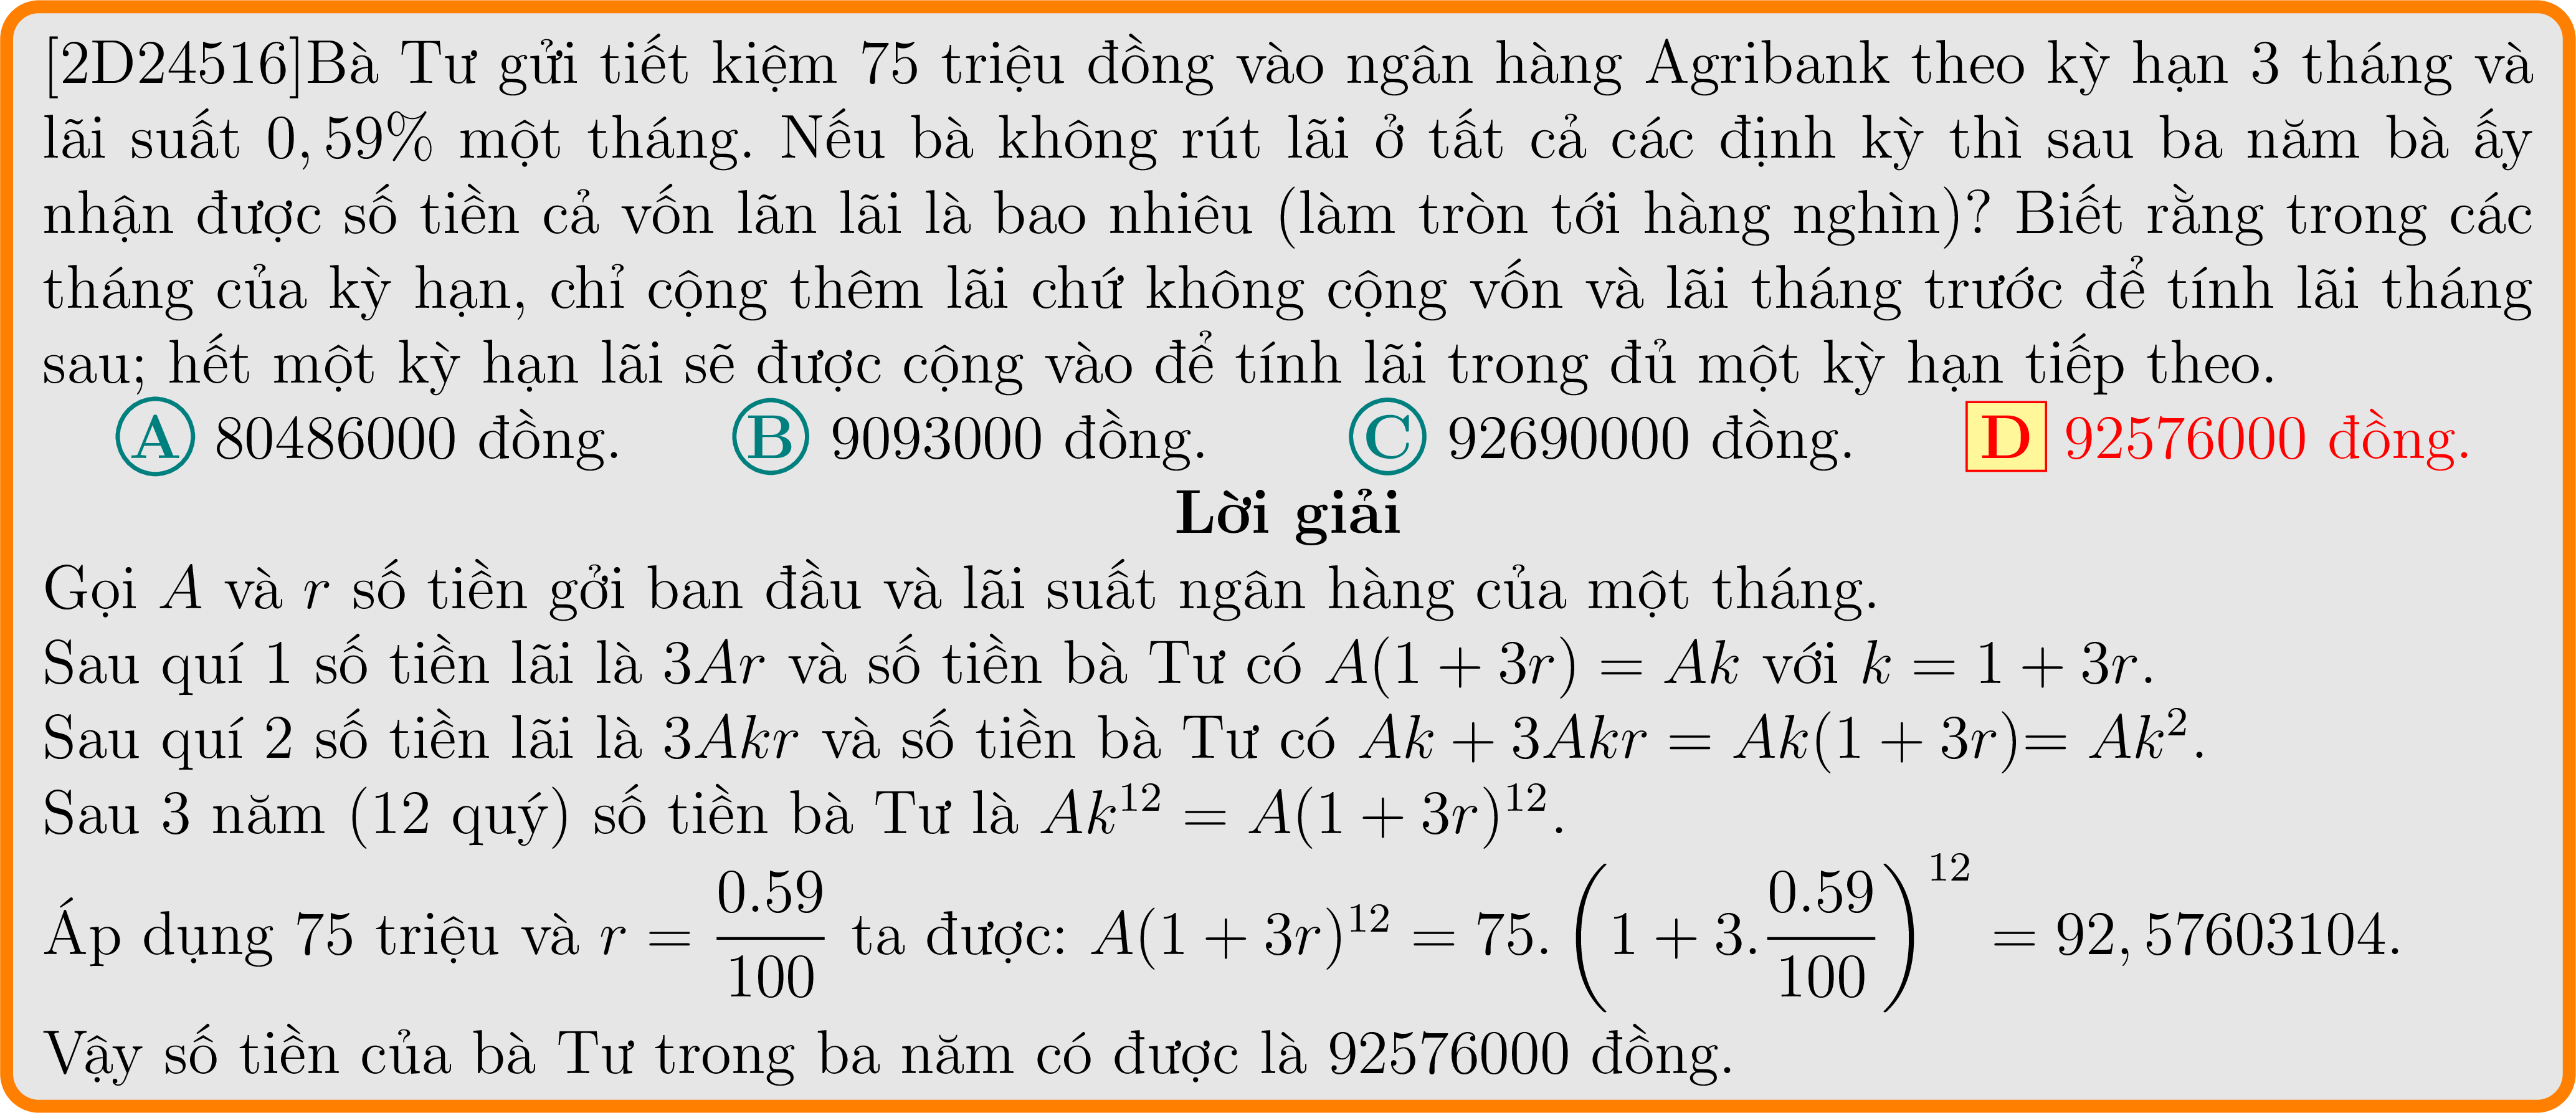 [2D24516]Bà Tư gửi tiết kiệm 75 triệu đồng vào ngân hàng Agribank theo kỳ hạn 3 tháng và
lãi suất 0, 59% một tháng. Nếu bà không rút lãi ở tất cả các định kỳ thì sau ba năm bà ấy
nhận được số tiền cả vốn lãn lãi là bao nhiêu (làm tròn tới hàng nghìn)? Biết rằng trong các
tháng của kỳ hạn, chỉ cộng thêm lãi chứ không cộng vốn và lãi tháng trước để tính lãi tháng
sau; hết một kỳ hạn lãi sẽ được cộng vào để tính lãi trong đủ một kỳ hạn tiếp theo.
A 80486000 đồng. B 9093000 đồng. C 92690000 đồng. D 92576000 đồng.
Lời giải
Gọi A và r số tiền gởi ban đầu và lãi suất ngân hàng của một tháng.
Sau quí 1 số tiền lãi là 3Ar và số tiền bà Tư có A(1 + 3r) = Ak với k = 1 + 3r.
Sau quí 2 số tiền lãi là 3Akr và số tiền bà Tư có Ak + 3Akr = Ak(1 + 3r)= Ak².
Sau 3 năm (12 quý) số tiền bà Tư là Ak¹² = A(1 + 3r)¹².
Áp dụng 75 triệu và r = 0.59/100 ta được: A(1 + 3r)¹² = 75. (1 + 3. 0.59/100)¹² = 92, 57603104.
Vậy số tiền của bà Tư trong ba năm có được là 92576000 đồng.